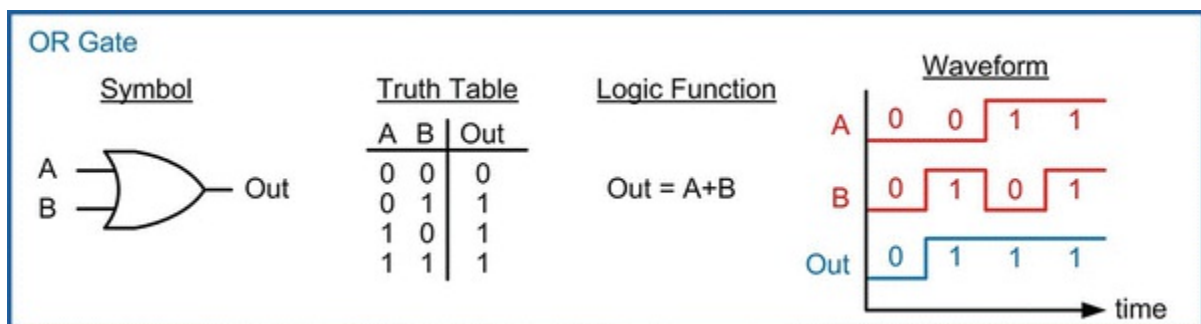 OR Gate
Symbol
A
B
Out
Truth Table
A B Out
0 0 0
0 1 1
1 0 1
1 1 1
Logic Function
Out = A+B
Waveform
A 0 0 1 1
B 0 1 0 1
Out 0 1 1 1
time